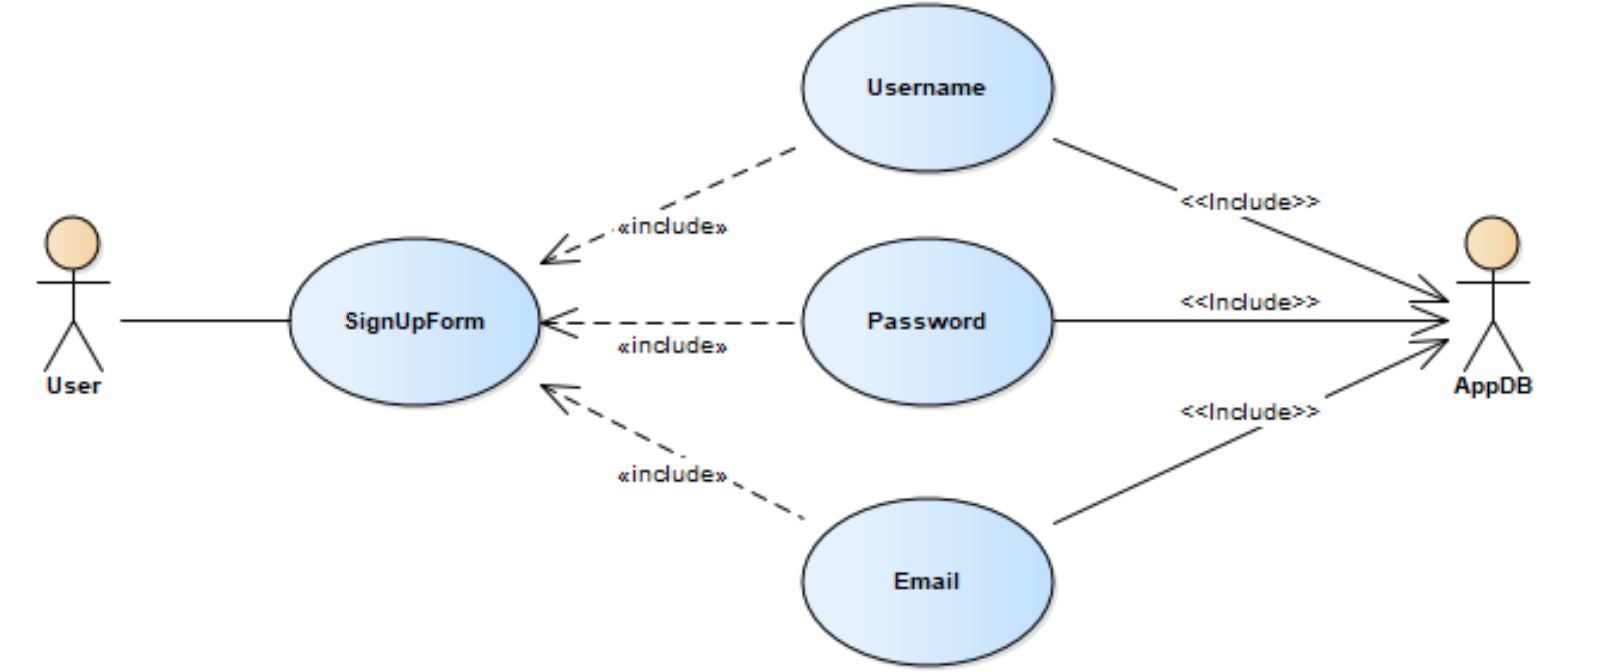 Username
«include»
<<Include>>
SignUpForm
Password
<<Include>>
«include»
User
AppDB
<<Include>>
«include»
Email